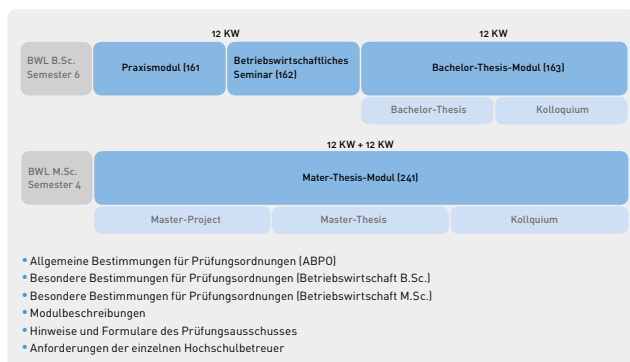 12 KW
12 KW
BWL B.Sc.
Semester 6
Praxismodul (161
Betriebswirtschaftliches
Seminar (162)
Bachelor-Thesis-Modul (163)
Bachelor-Thesis
Kolloquium
12 KW + 12 KW
BWL M.Sc.
Semester 4
Mater-Thesis-Modul (241)
Master-Project
Master-Thesis
Kolloquium
• Allgemeine Bestimmungen für Prüfungsordnungen (ABPO)
• Besondere Bestimmungen für Prüfungsordnungen (Betriebswirtschaft B.Sc.)
• Besondere Bestimmungen für Prüfungsordnungen (Betriebswirtschaft M.Sc.)
• Modulbeschreibungen
• Hinweise und Formulare des Prüfungsausschusses
• Anforderungen der einzelnen Hochschulbetreuer